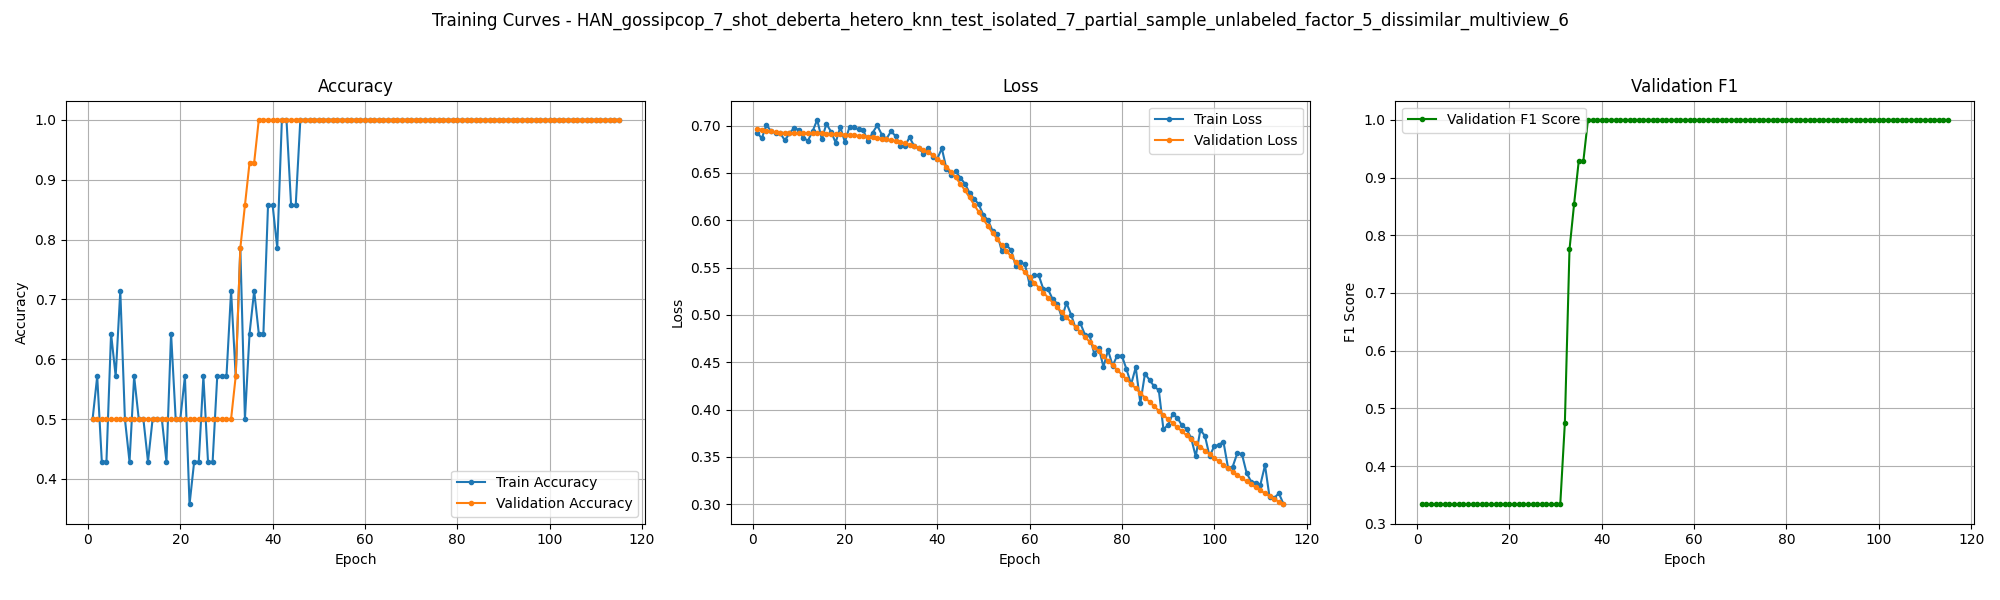 Training Curves - HAN_gossipcop_7_shot_deberta_hetero_knn_test_isolated_7_partial_sample_unlabeled_factor_5_dissimilar_multiview_6
Accuracy
1.0
0.9
0.8
0.7
0.6
0.5
0.4
Accuracy
Train Accuracy
Validation Accuracy
0 20 40 60 80 100 120
Epoch
Loss
0.70
0.65
0.60
0.55
0.50
0.45
0.40
0.35
0.30
Loss
Train Loss
Validation Loss
0 20 40 60 80 100 120
Epoch
Validation F1
1.0
0.9
0.8
0.7
0.6
0.5
0.4
0.3
F1 Score
Validation F1 Score
0 20 40 60 80 100 120
Epoch